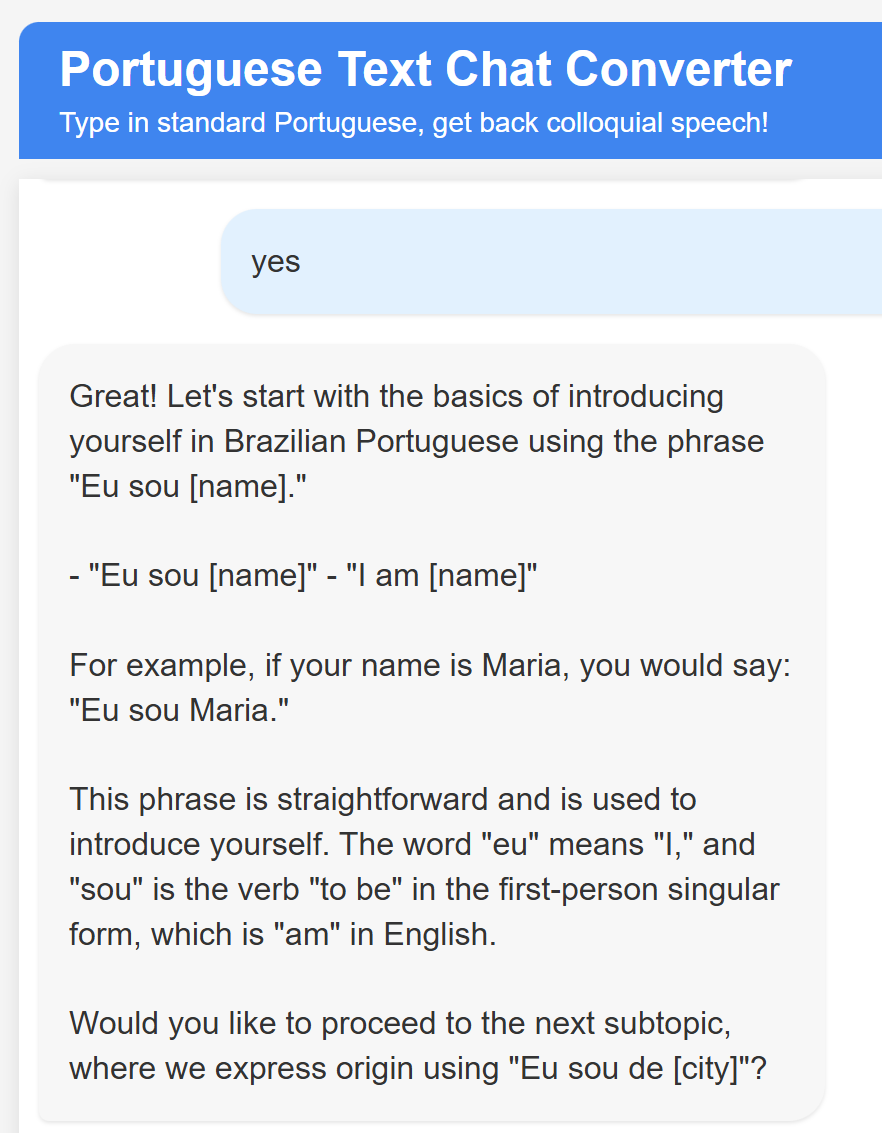 Portuguese Text Chat Converter
Type in standard Portuguese, get back colloquial speech!
yes
Great! Let's start with the basics of introducing
yourself in Brazilian Portuguese using the phrase
"Eu sou [name]."
- "Eu sou [name]" - "I am [name]"
For example, if your name is Maria, you would say:
"Eu sou Maria."
This phrase is straightforward and is used to
introduce yourself. The word "eu" means "I," and
"sou" is the verb "to be" in the first-person singular
form, which is "am" in English.
Would you like to proceed to the next subtopic,
where we express origin using "Eu sou de [city]"?